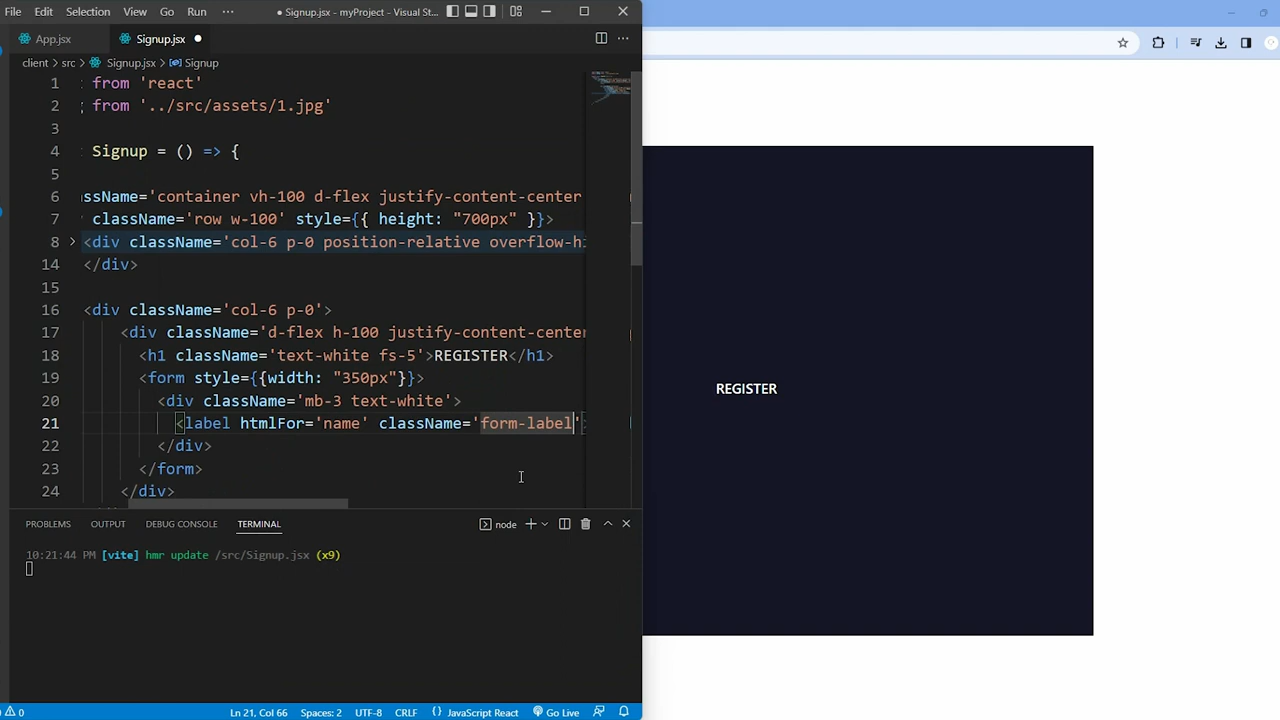 File Edit Selection View Go Run ··· ● Signup.jsx - myProject - Visual St...
App.jsx Signup.jsx ●
client > src > Signup.jsx > Signup
1 from 'react'
2 from '../src/assets/1.jpg'
3
4 Signup = () => {
5
6 ssName='container vh-100 d-flex justify-content-center
7 className='row w-100' style={{ height: "700px" }}>
8 > <div className='col-6 p-0 position-relative overflow-hi
14 </div>
15
16 <div className='col-6 p-0'>
17 <div className='d-flex h-100 justify-content-center
18 <h1 className='text-white fs-5'>REGISTER</h1>
19 <form style={{width: "350px"}}>
20 <div className='mb-3 text-white'>
21 <label htmlFor='name' className='form-label'
22 </div>
23 </form>
24 </div>
REGISTER
PROBLEMS OUTPUT DEBUG CONSOLE TERMINAL node
10:21:44 PM [vite] hmr update /src/Signup.jsx (x9)
0 Ln 21, Col 66 Spaces: 2 UTF-8 CRLF {} JavaScript React Go Live